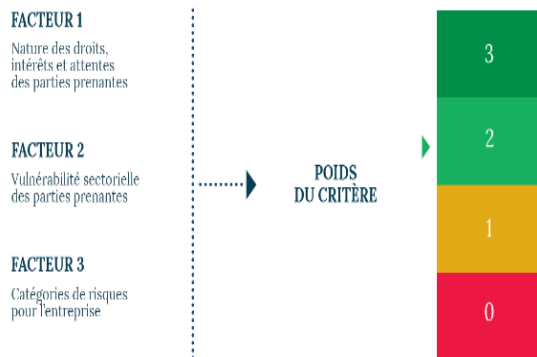 FACTEUR 1
Nature des droits,
intérêts et attentes
des parties prenantes
FACTEUR 2
Vulnérabilité sectorielle
des parties prenantes
FACTEUR 3
Catégories de risques
pour l'entreprise
POIDS
DU CRITÈRE
3
2
1
0